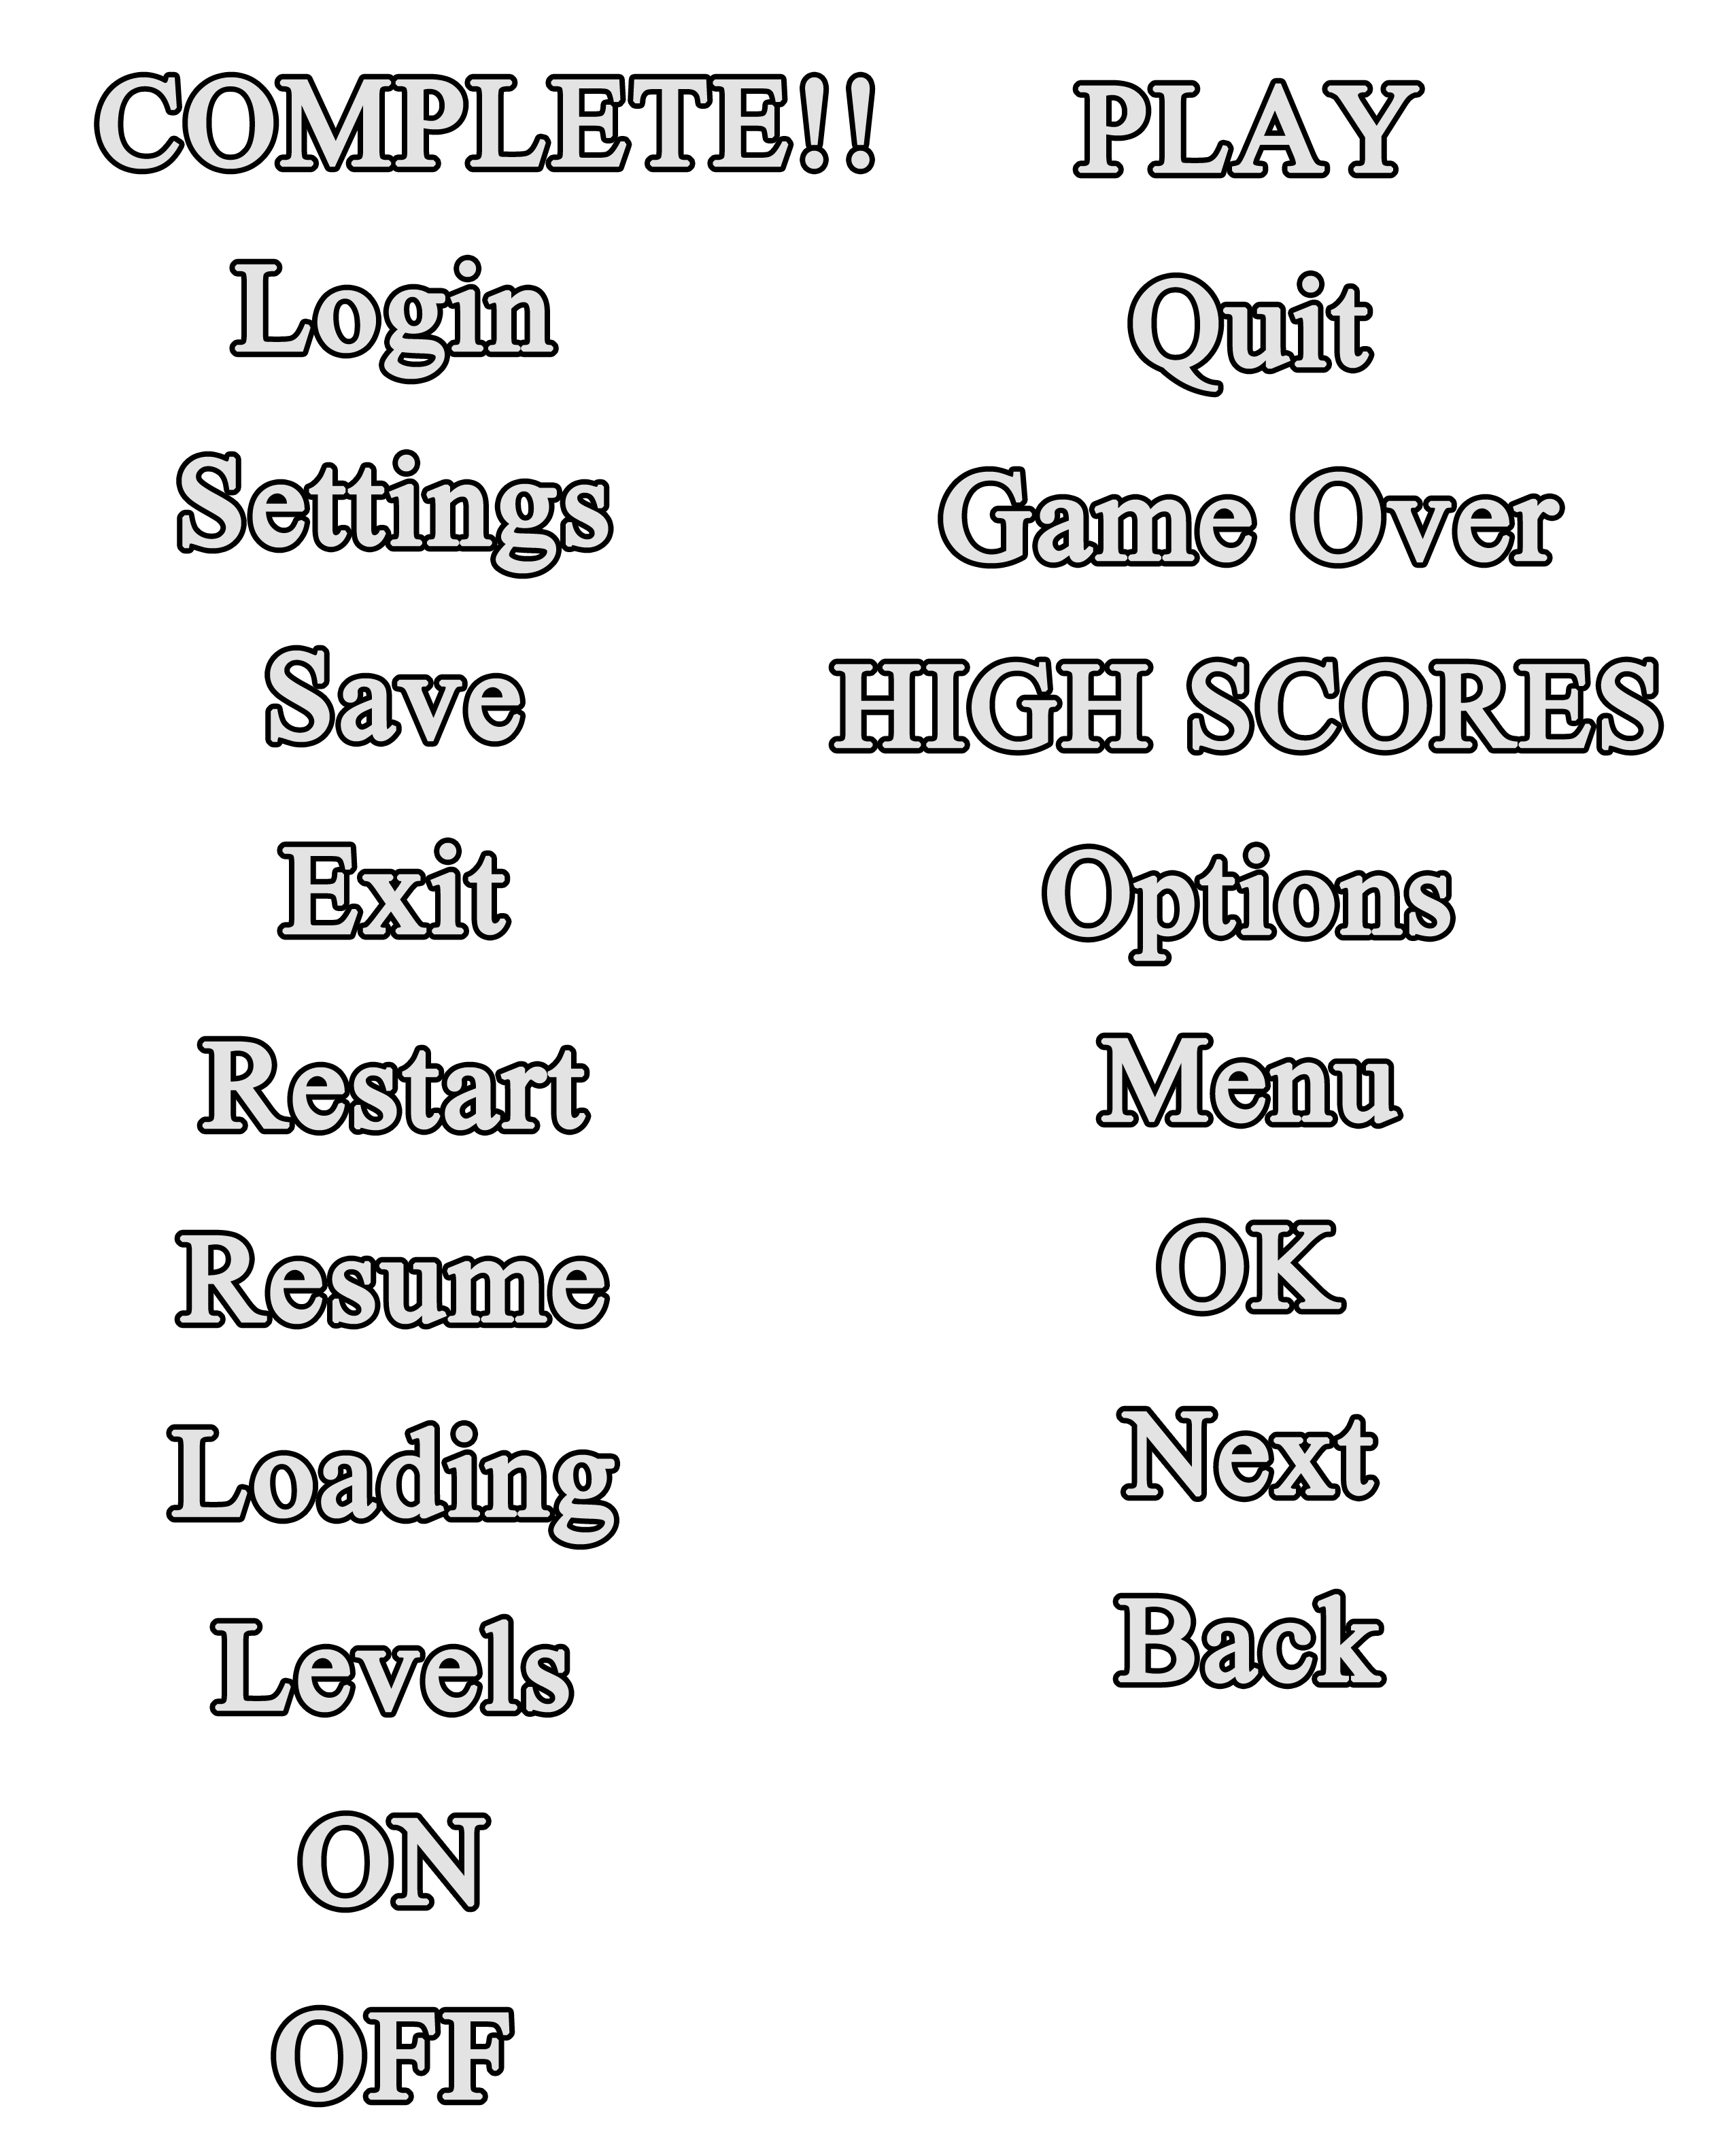 COMPLETE!!
PLAY
Login
Quit
Settings
Game Over
Save
HIGH SCORES
Exit
Options
Restart
Menu
Resume
OK
Loading
Next
Levels
Back
ON
OFF